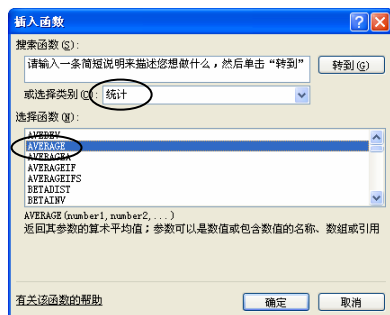 插入函数
搜索函数(S):
请输入一条简短说明来描述您想做什么，然后单击“转到”
转到(G)
或选择类别(C): 统计
选择函数(N):
AVEDEV
AVERAGE
AVERAGEA
AVERAGEIF
AVERAGEIFS
BETADIST
BETAINV
AVERAGE(number1,number2,...)
返回其参数的算术平均值；参数可以是数值或包含数值的名称、数组或引用
有关该函数的帮助
确定
取消